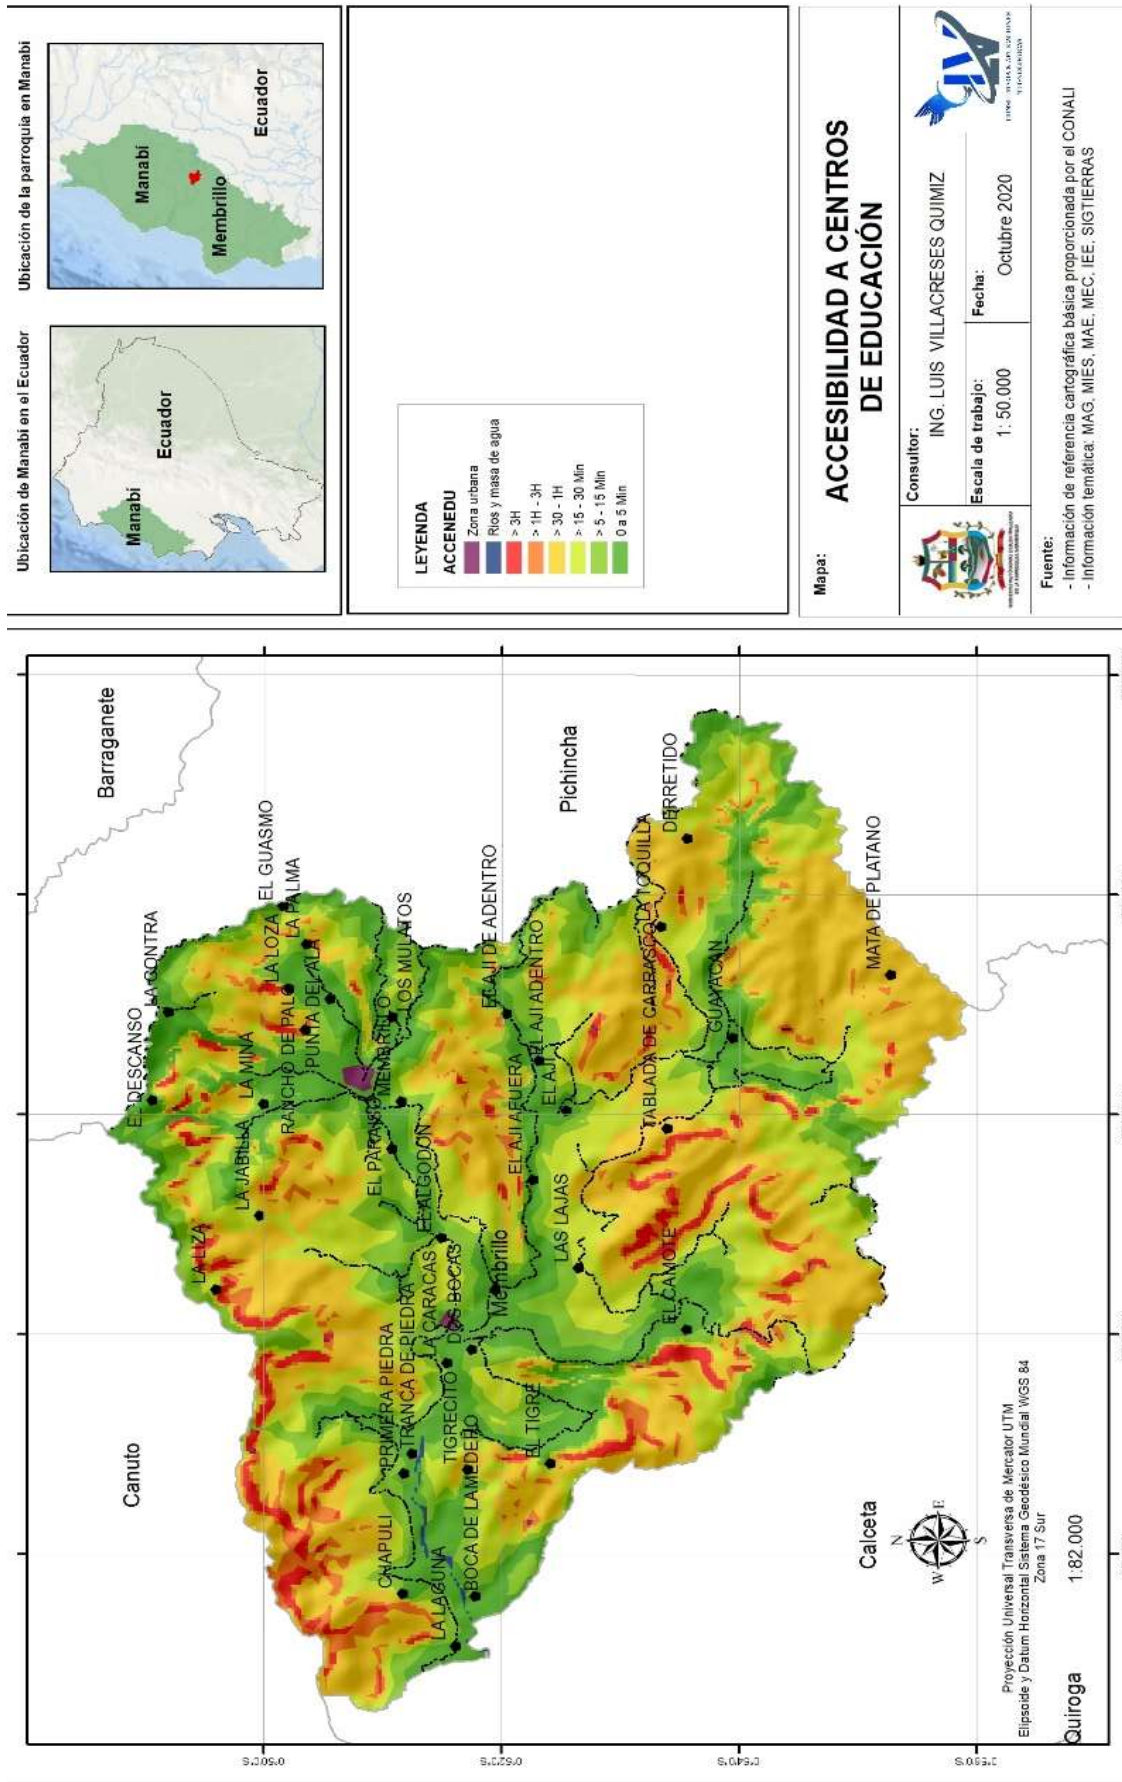 Barraganete
Canuto
Pichincha
Calceta
Quiroga
EL DESCANSO
LA CONTRA
EL GUASMO
LA PALMA
LA LOZA
PUNTA DEL ALA
RANCHO DE PALO
LA MINA
LA JABILLA
LA LIZA
LOS MULATOS
MEMBRILLO
EL PARAISO
EL ALGODON
LA CARACAS
DOS BOCAS
TRANCA DE PIEDRA
PRIMERA PIEDRA
TIGRECITO
BOCA DE LAMEDERO
CHAPULI
LA LAGUNA
EL TIGRE
Membrillo
EL AJI DE ADENTRO
EL AJI ADENTRO
EL AJI
EL AJI AFUERA
LAS LAJAS
EL CAMOTE
TABLADA DE CARRASCO
LA TOQUILLA
DERRETIDO
GUAYACAN
MATA DE PLATANO
N
W
E
S
Proyección Universal Transversa de Mercator UTM
Elipsoide y Datum Horizontal Sistema Geodésico Mundial WGS 84
Zona 17 Sur
1:82.000
Ubicación de Manabí en el Ecuador
Manabí
Ecuador
Ubicación de la parroquia en Manabí
Manabí
Membrillo
Ecuador
LEYENDA
ACCENEDU
Zona urbana
Rios y masa de agua
> 3H
> 1H - 3H
> 30 - 1H
> 15 - 30 Min
> 5 - 15 Min
0 a 5 Min
Mapa:
ACCESIBILIDAD A CENTROS
DE EDUCACIÓN
Consultor:
ING. LUIS VILLACRESES QUIMIZ
Escala de trabajo:
1: 50.000
Fecha:
Octubre 2020
Fuente:
- Información de referencia cartográfica básica proporcionada por el CONALI
- Información temática: MAG, MIES, MAE, MEC, IEE, SIGTIERRAS